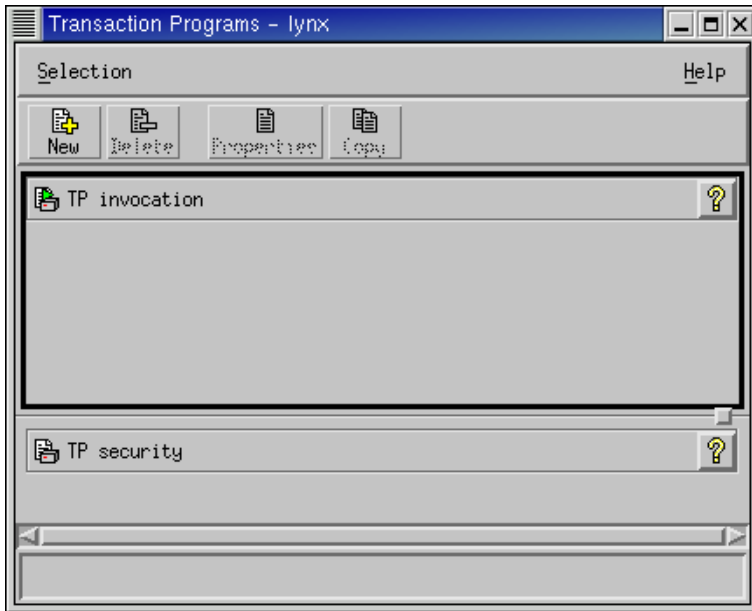 Transaction Programs - lynx
Selection Help
New Delete Properties Copy
TP invocation
TP security